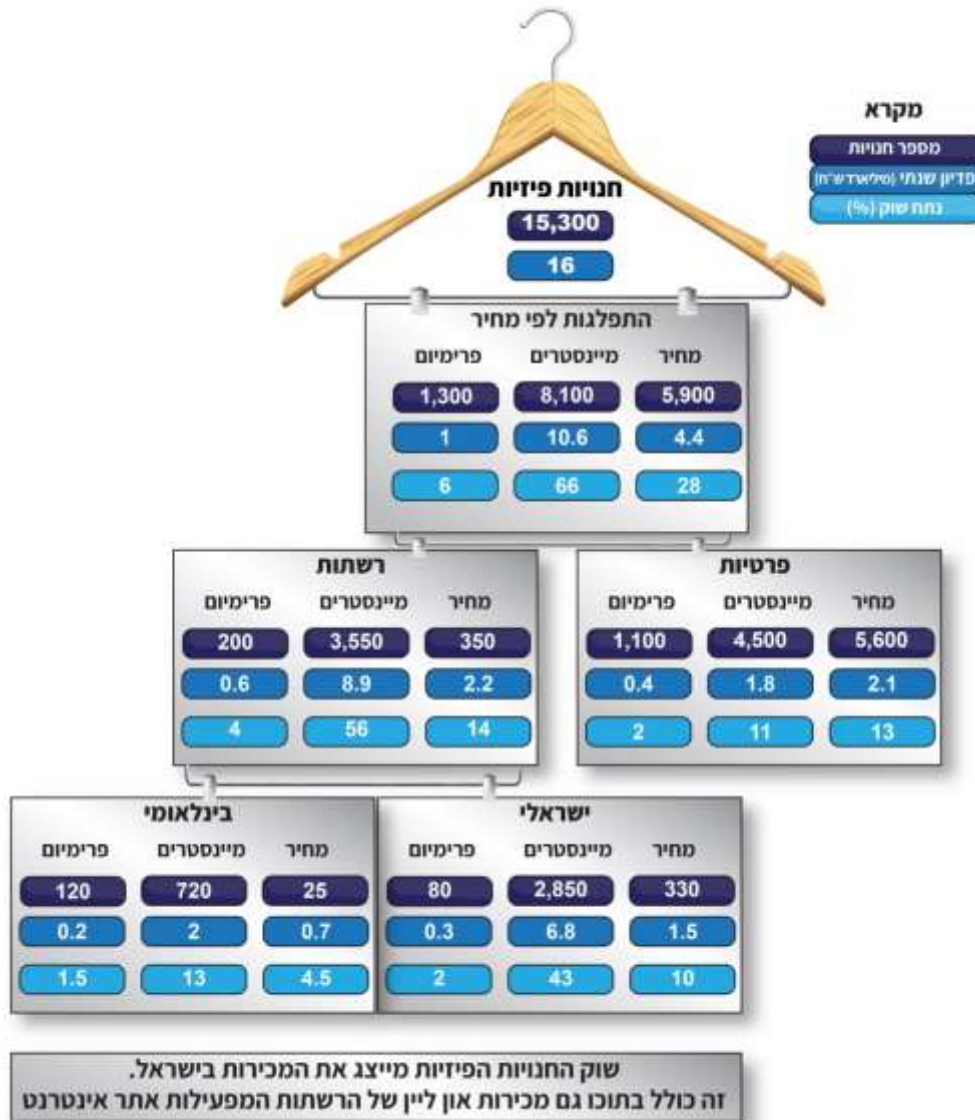 מקרא
מספר חנויות
פדיון שנתי (מיליארד ש"ח)
נתח שוק (%)
חנויות פיזיות
15,300
16
התפלגות לפי מחיר
מחיר מיינסטרים פרימיום
5,900 8,100 1,300
4.4 10.6 1
28 66 6
פרטיות
מחיר מיינסטרים פרימיום
5,600 4,500 1,100
2.1 1.8 0.4
13 11 2
רשתות
מחיר מיינסטרים פרימיום
350 3,550 200
2.2 8.9 0.6
14 56 4
ישראלי
מחיר מיינסטרים פרימיום
330 2,850 80
1.5 6.8 0.3
10 43 2
בינלאומי
מחיר מיינסטרים פרימיום
25 720 120
0.7 2 0.2
4.5 13 1.5
שוק החנויות הפיזיות מייצג את המכירות בישראל.
זה כולל בתוכו גם מכירות און ליין של הרשתות המפעילות אתר אינטרנט